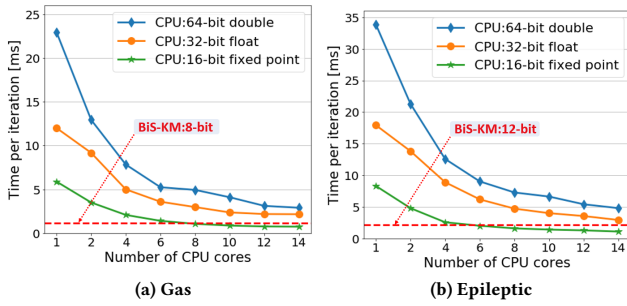 Time per iteration [ms]
25
20
15
10
5
0
CPU:64-bit double
CPU:32-bit float
CPU:16-bit fixed point
BiS-KM:8-bit
1 2 4 6 8 10 12 14
Number of CPU cores
(a) Gas
Time per iteration [ms]
35
30
25
20
15
10
5
0
CPU:64-bit double
CPU:32-bit float
CPU:16-bit fixed point
BiS-KM:12-bit
1 2 4 6 8 10 12 14
Number of CPU cores
(b) Epileptic